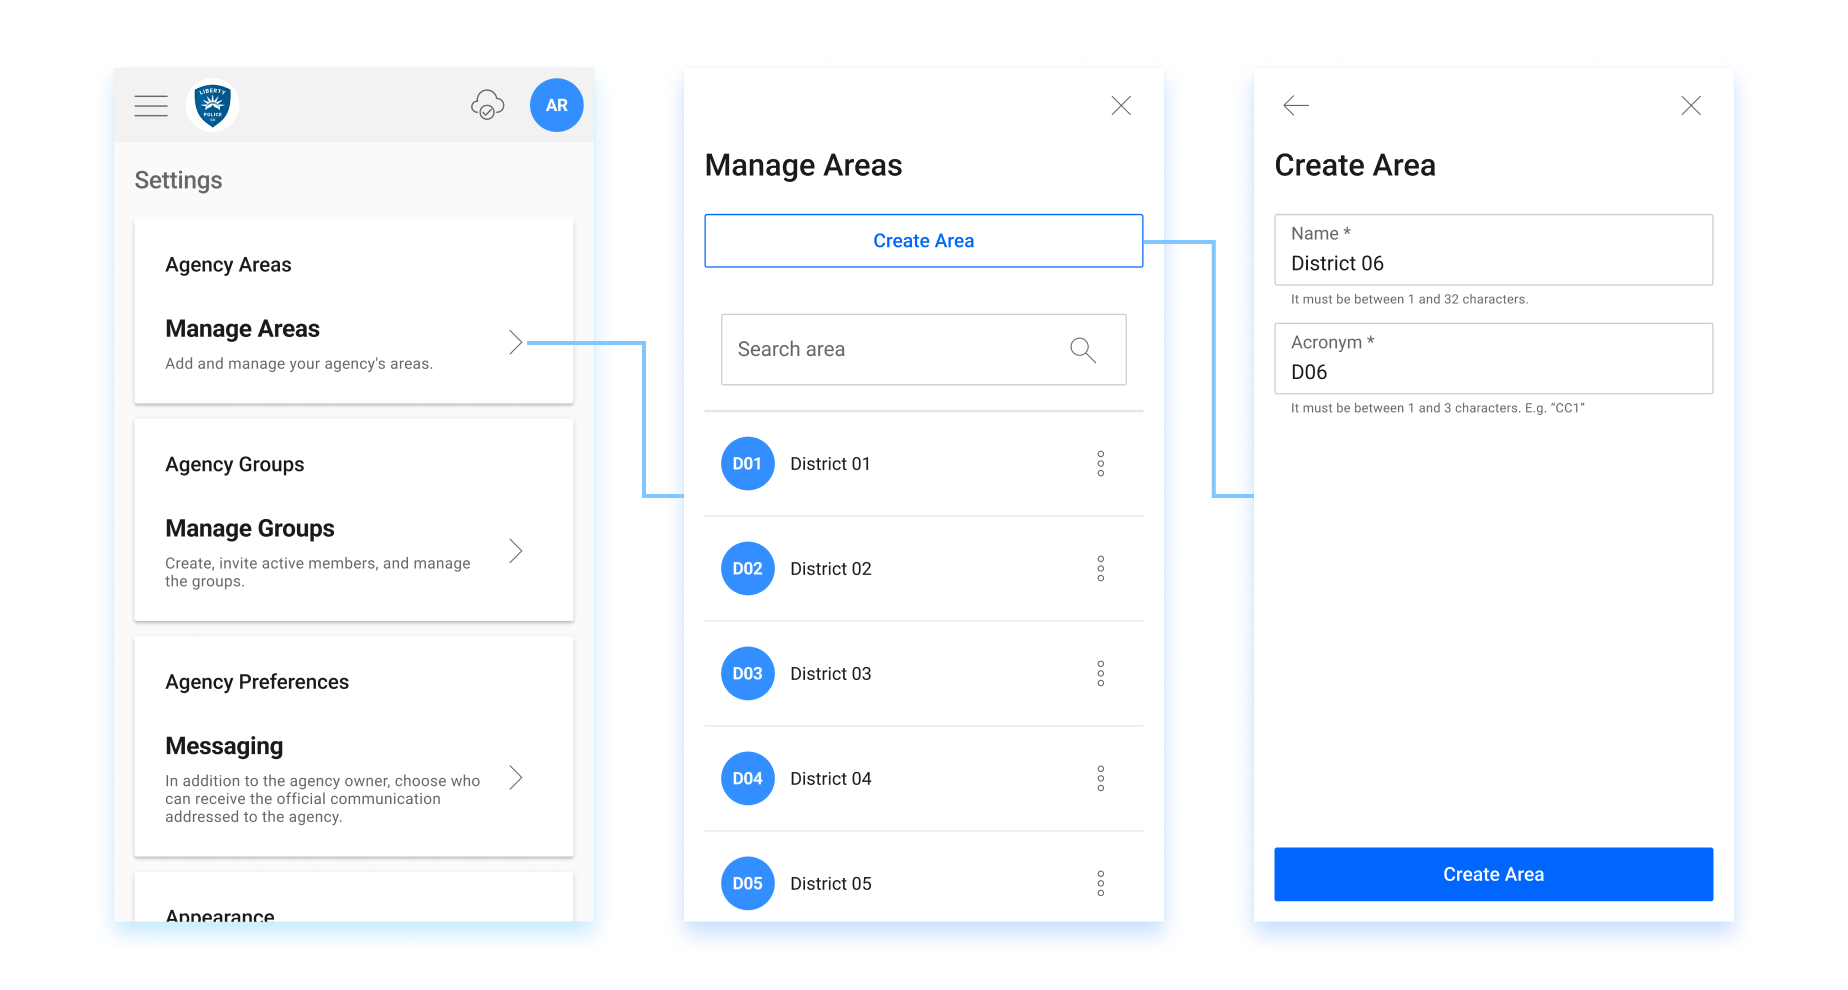 LIBERTY
POLICE
CO
AR
Settings
Agency Areas
Manage Areas
Add and manage your agency's areas.
Agency Groups
Manage Groups
Create, invite active members, and manage
the groups.
Agency Preferences
Messaging
In addition to the agency owner, choose who
can receive the official communication
addressed to the agency.
Appearance
Manage Areas
Create Area
Search area
D01 District 01
D02 District 02
D03 District 03
D04 District 04
D05 District 05
Create Area
Name *
District 06
It must be between 1 and 32 characters.
Acronym *
D06
It must be between 1 and 3 characters. E.g. "CC1"
Create Area